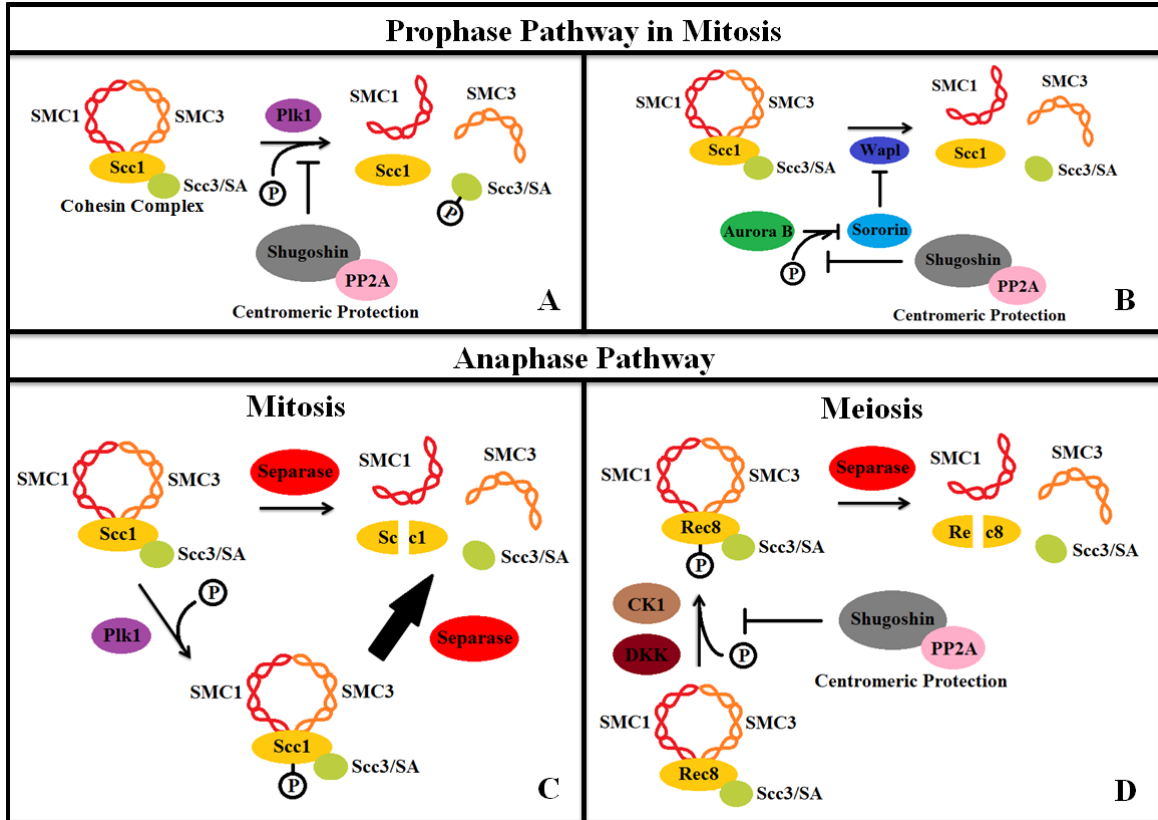 Prophase Pathway in Mitosis
SMC1
SMC3
Scc1
Scc3/SA
Cohesin Complex
Plk1
P
SMC1
SMC3
Scc1
Scc3/SA
P
Shugoshin
PP2A
Centromeric Protection
A
SMC1
SMC3
Scc1
Scc3/SA
Wapl
SMC1
SMC3
Scc1
Scc3/SA
Aurora B
P
Sororin
Shugoshin
PP2A
Centromeric Protection
B
Anaphase Pathway
Mitosis
SMC1
SMC3
Scc1
Scc3/SA
Separase
SMC1
SMC3
Sc c1
Scc3/SA
Plk1
P
Separase
SMC1
SMC3
Scc1
Scc3/SA
P
C
Meiosis
SMC1
SMC3
Rec8
Scc3/SA
P
Separase
SMC1
SMC3
Re c8
Scc3/SA
CK1
DKK
P
Shugoshin
PP2A
Centromeric Protection
SMC1
SMC3
Rec8
Scc3/SA
D